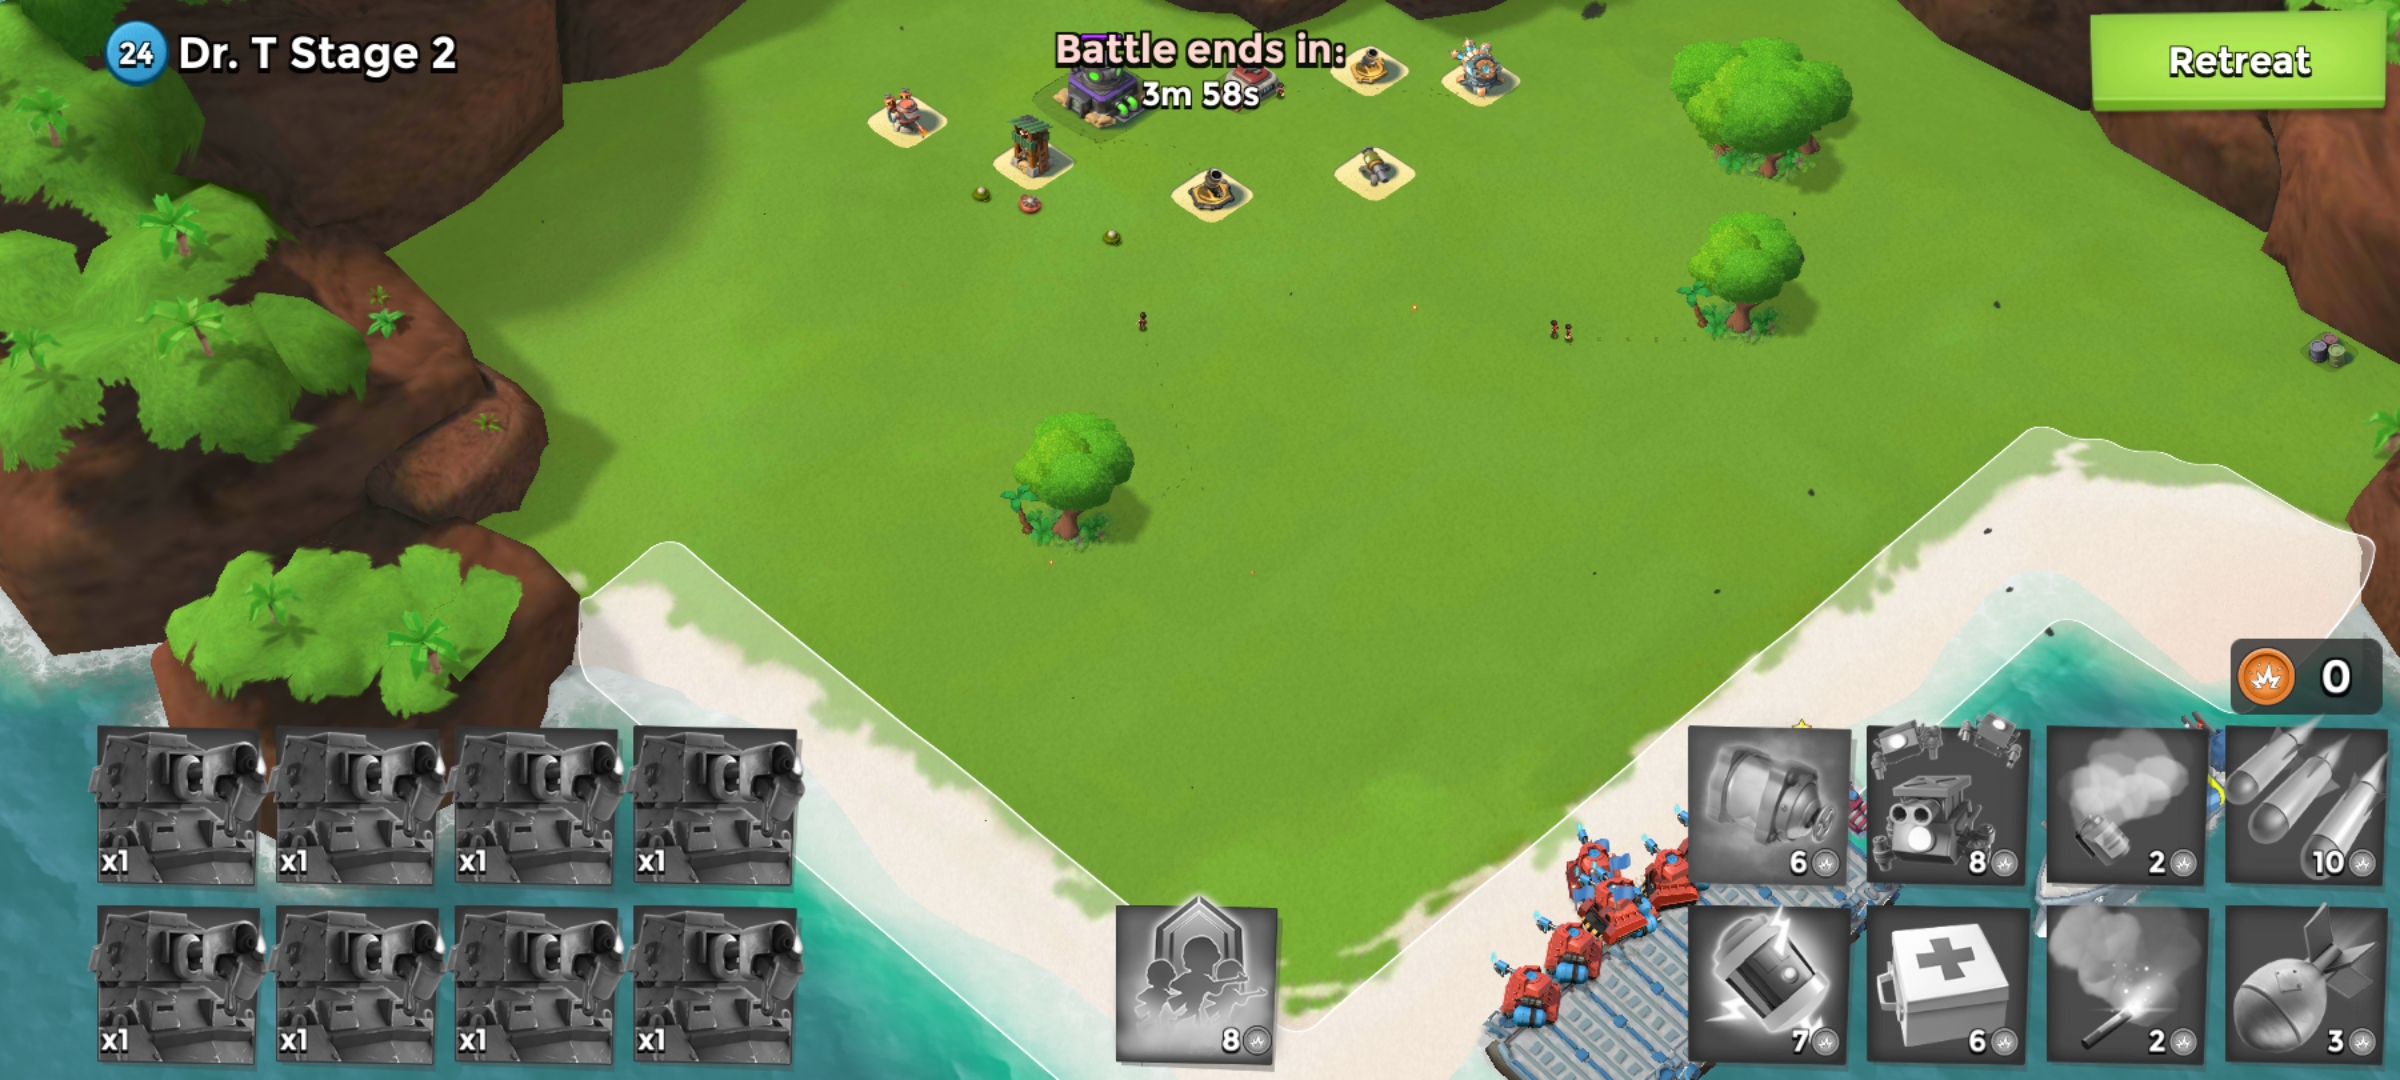 24 Dr. T Stage 2
Battle ends in:
3m 58s
Retreat
0
x1 x1 x1 x1
6 8 2 10
x1 x1 x1 x1
8
7 6 2 3